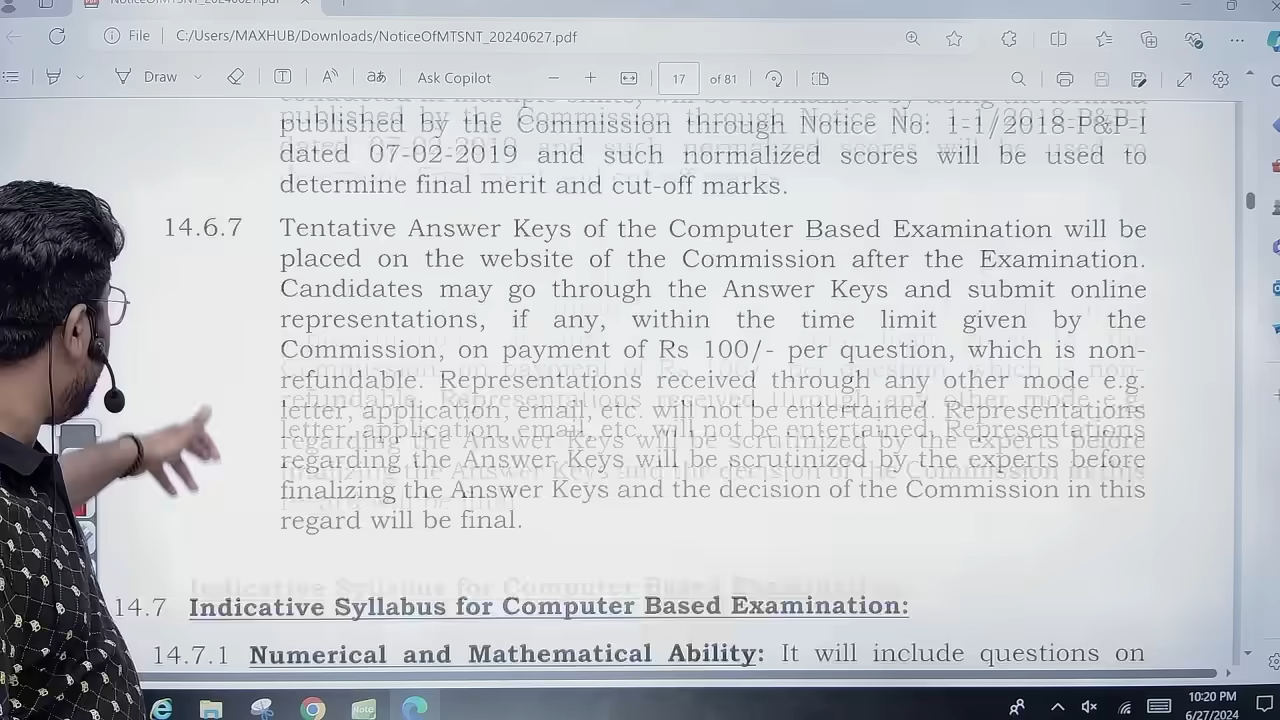 NoticeOfMTSNT_20240627.pdf
File C:/Users/MAXHUB/Downloads/NoticeOfMTSNT_20240627.pdf
Draw aあ Ask Copilot 17 of 81
published by the Commission through Notice No: 1-1/2018-P&P-I
dated 07-02-2019 and such normalized scores will be used to
determine final merit and cut-off marks.
14.6.7 Tentative Answer Keys of the Computer Based Examination will be
placed on the website of the Commission after the Examination.
Candidates may go through the Answer Keys and submit online
representations, if any, within the time limit given by the
Commission, on payment of Rs 100/- per question, which is non-
refundable. Representations received through any other mode e.g.
letter, application, email, etc. will not be entertained. Representations
regarding the Answer Keys will be scrutinized by the experts before
finalizing the Answer Keys and the decision of the Commission in this
regard will be final.
14.7 Indicative Syllabus for Computer Based Examination:
14.7.1 Numerical and Mathematical Ability: It will include questions on
Note
10:20 PM
6/27/2024